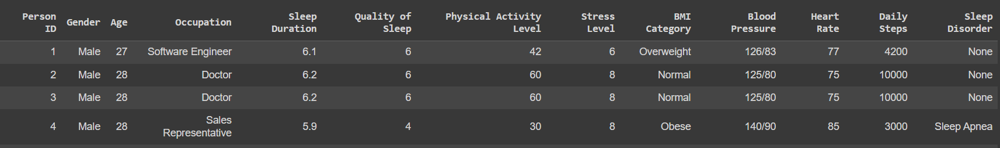 Person ID Gender Age Occupation Sleep Duration Quality of Sleep Physical Activity Level Stress Level BMI Category Blood Pressure Heart Rate Daily Steps Sleep Disorder
1 Male 27 Software Engineer 6.1 6 42 6 Overweight 126/83 77 4200 None
2 Male 28 Doctor 6.2 6 60 8 Normal 125/80 75 10000 None
3 Male 28 Doctor 6.2 6 60 8 Normal 125/80 75 10000 None
4 Male 28 Sales Representative 5.9 4 30 8 Obese 140/90 85 3000 Sleep Apnea